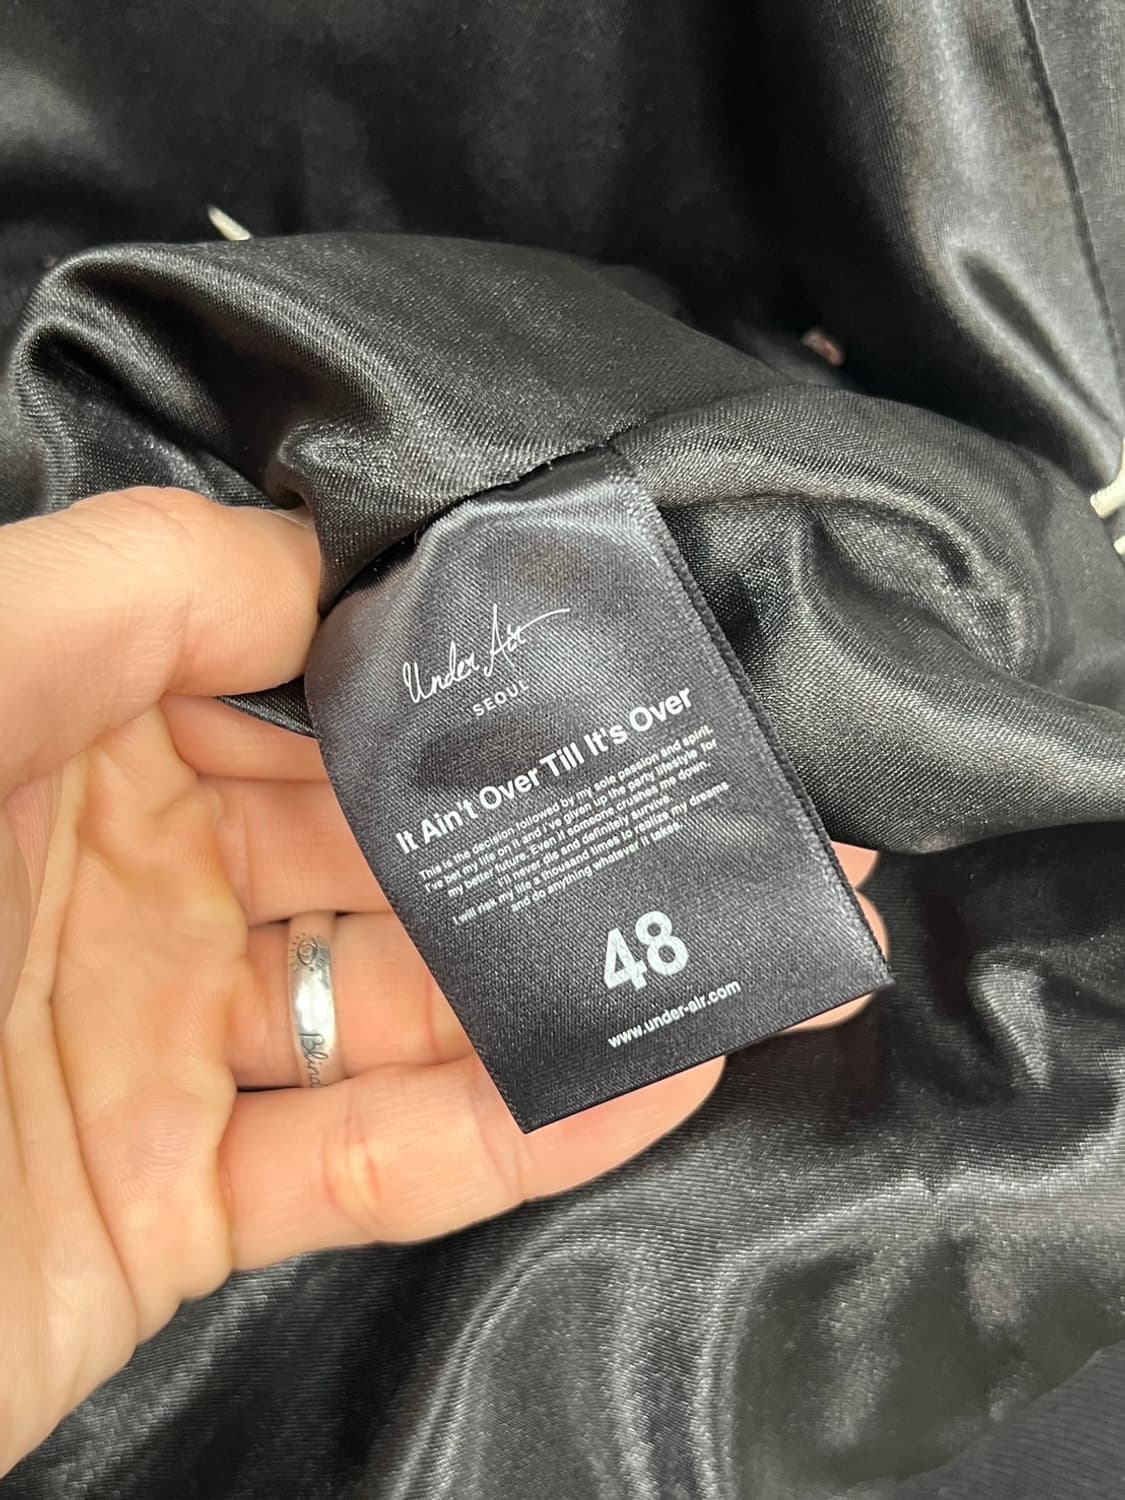 Under Air
SEOUL
It Ain't Over Till It's Over
This is the decision followed by my sole passion and spirit.
I've bet my life on it and i've given up the party lifestyle for
my better future. Even if someone crushes me down,
i'll never die and definitely survive.
I will risk my life a thousand times to realize my dreams
and do anything whatever it takes.
48
www.under-air.com